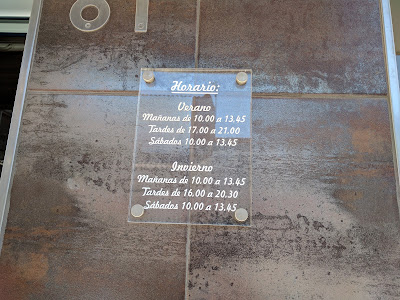 Horario:
Verano
Mañanas de 10.00 a 13.45
Tardes de 17.00 a 21.00
Sábados 10.00 a 13.45
Invierno
Mañanas de 10.00 a 13.45
Tardes de 16.00 a 20.30
Sábados 10.00 a 13.45